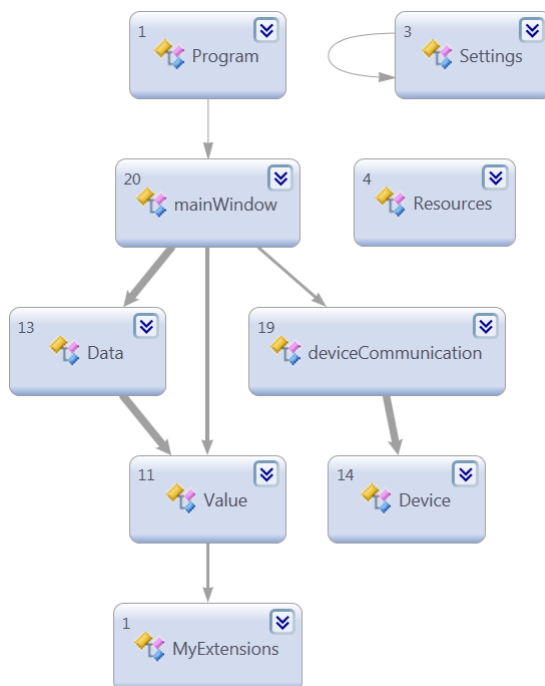 1
Program
3
Settings
20
mainWindow
4
Resources
13
Data
19
deviceCommunication
11
Value
14
Device
1
MyExtensions